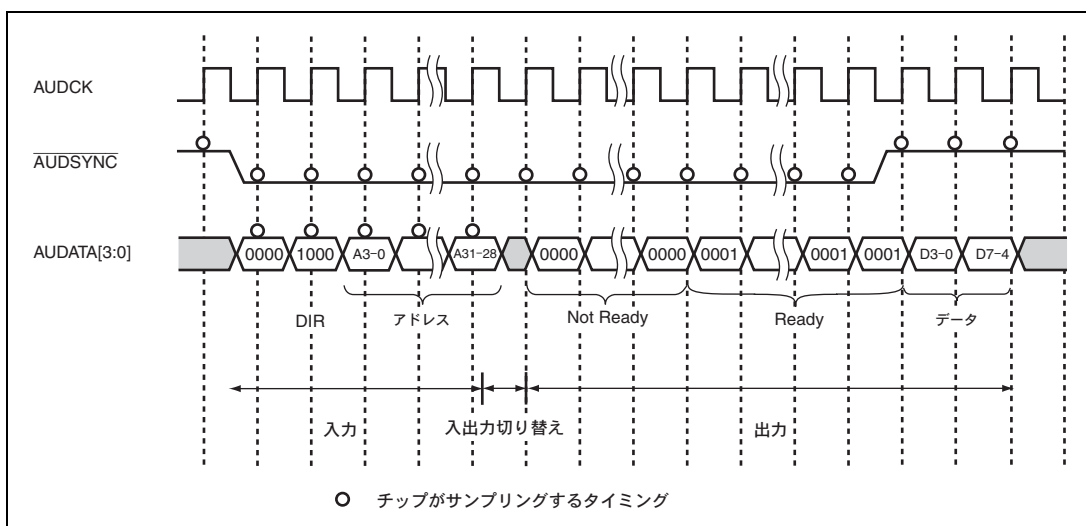 AUDCK
AUDSYNC
AUDATA[3:0]
0000 1000 A3-0 A31-28 0000 0000 0001 0001 0001 D3-0 D7-4
DIR アドレス Not Ready Ready データ
入力 入出力切り替え 出力
チップがサンプリングするタイミング